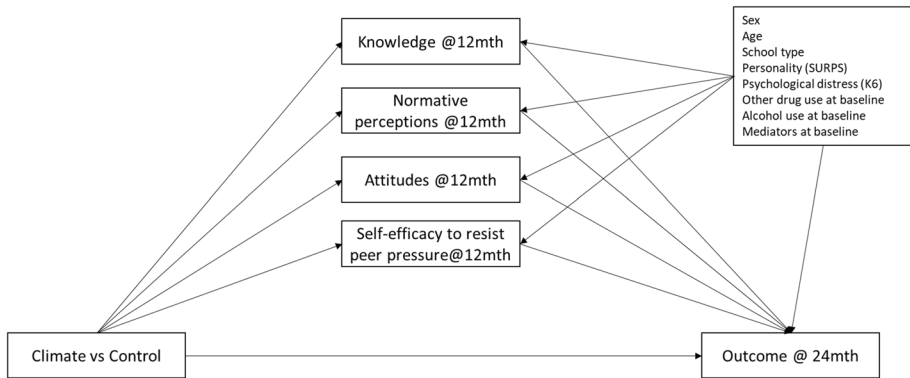 Knowledge @12mth
Normative
perceptions @12mth
Attitudes @12mth
Self-efficacy to resist
peer pressure@12mth
Sex
Age
School type
Personality (SURPS)
Psychological distress (K6)
Other drug use at baseline
Alcohol use at baseline
Mediators at baseline
Climate vs Control
Outcome @ 24mth